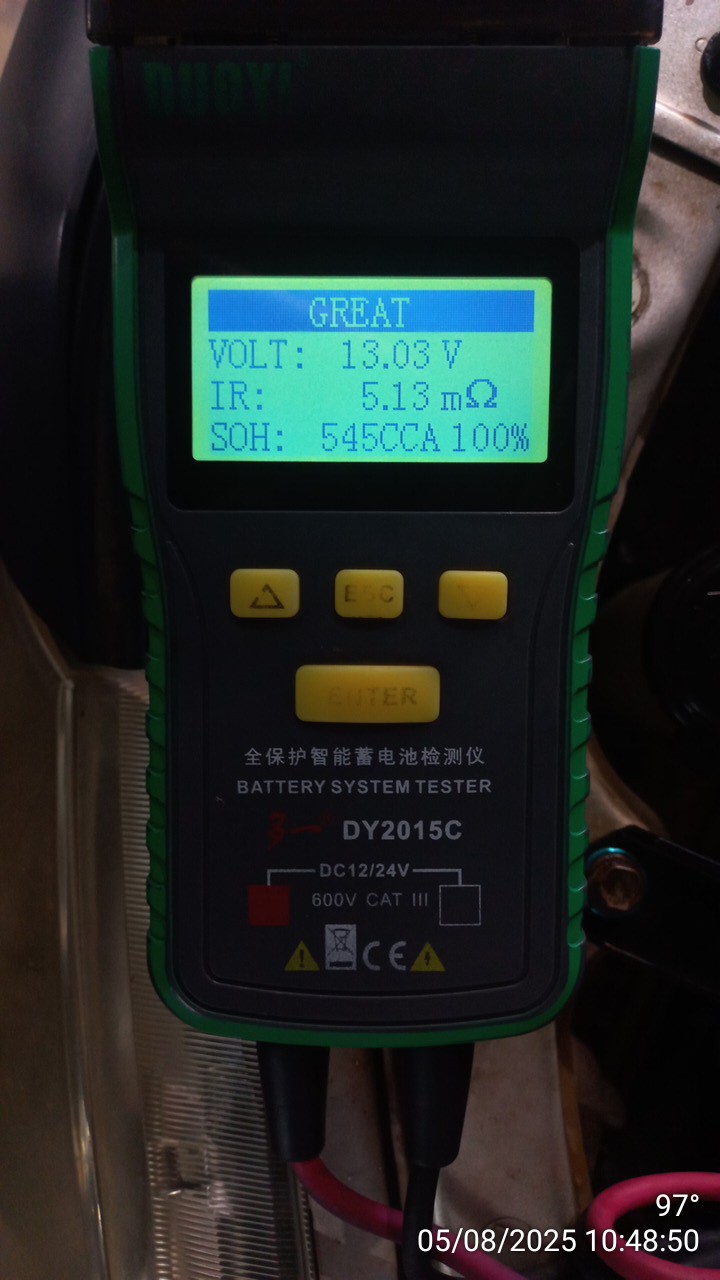 DUOYI
GREAT
VOLT: 13.03 V
IR: 5.13 mΩ
SOH: 545CCA 100%
ESC
ENTER
全保护智能蓄电池检测仪
BATTERY SYSTEM TESTER
DY2015C
DC12/24V
600V CAT III
CE
97°
05/08/2025 10:48:50